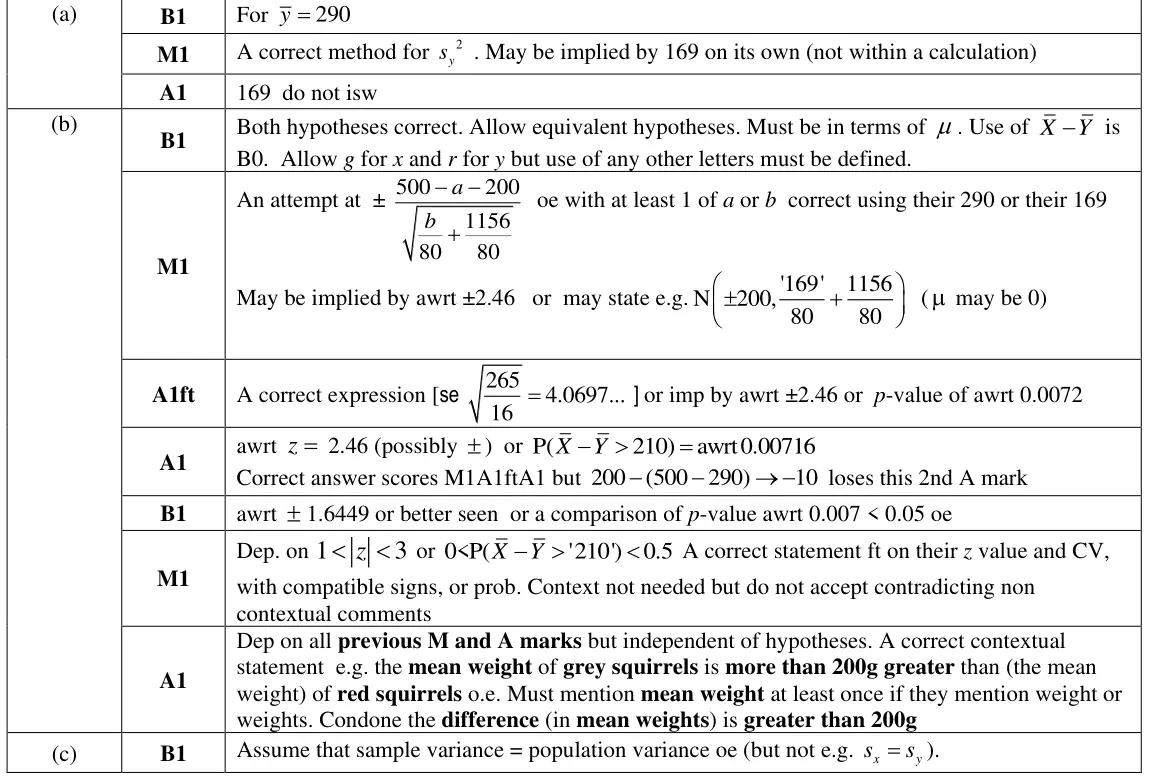 (a) B1 For y̅ = 290
M1 A correct method for s_y² . May be implied by 169 on its own (not within a calculation)
A1 169 do not isw
(b) B1 Both hypotheses correct. Allow equivalent hypotheses. Must be in terms of μ . Use of X̅ − Y̅ is
B0. Allow g for x and r for y but use of any other letters must be defined.
M1 An attempt at ± (500 − a − 200) / √(b/80 + 1156/80) oe with at least 1 of a or b correct using their 290 or their 169
May be implied by awrt ±2.46 or may state e.g. N(±200, '169'/80 + 1156/80) (μ may be 0)
A1ft A correct expression [se √(265/16) = 4.0697... ] or imp by awrt ±2.46 or p-value of awrt 0.0072
A1 awrt z = 2.46 (possibly ±) or P(X̅ − Y̅ > 210) = awrt 0.00716
Correct answer scores M1A1ftA1 but 200 − (500 − 290) → −10 loses this 2nd A mark
B1 awrt ± 1.6449 or better seen or a comparison of p-value awrt 0.007 < 0.05 oe
M1 Dep. on 1 < |z| < 3 or 0<P(X̅ − Y̅ > '210') < 0.5 A correct statement ft on their z value and CV,
with compatible signs, or prob. Context not needed but do not accept contradicting non
contextual comments
A1 Dep on all previous M and A marks but independent of hypotheses. A correct contextual
statement e.g. the mean weight of grey squirrels is more than 200g greater than (the mean
weight) of red squirrels o.e. Must mention mean weight at least once if they mention weight or
weights. Condone the difference (in mean weights) is greater than 200g
(c) B1 Assume that sample variance = population variance oe (but not e.g. s_x = s_y ).